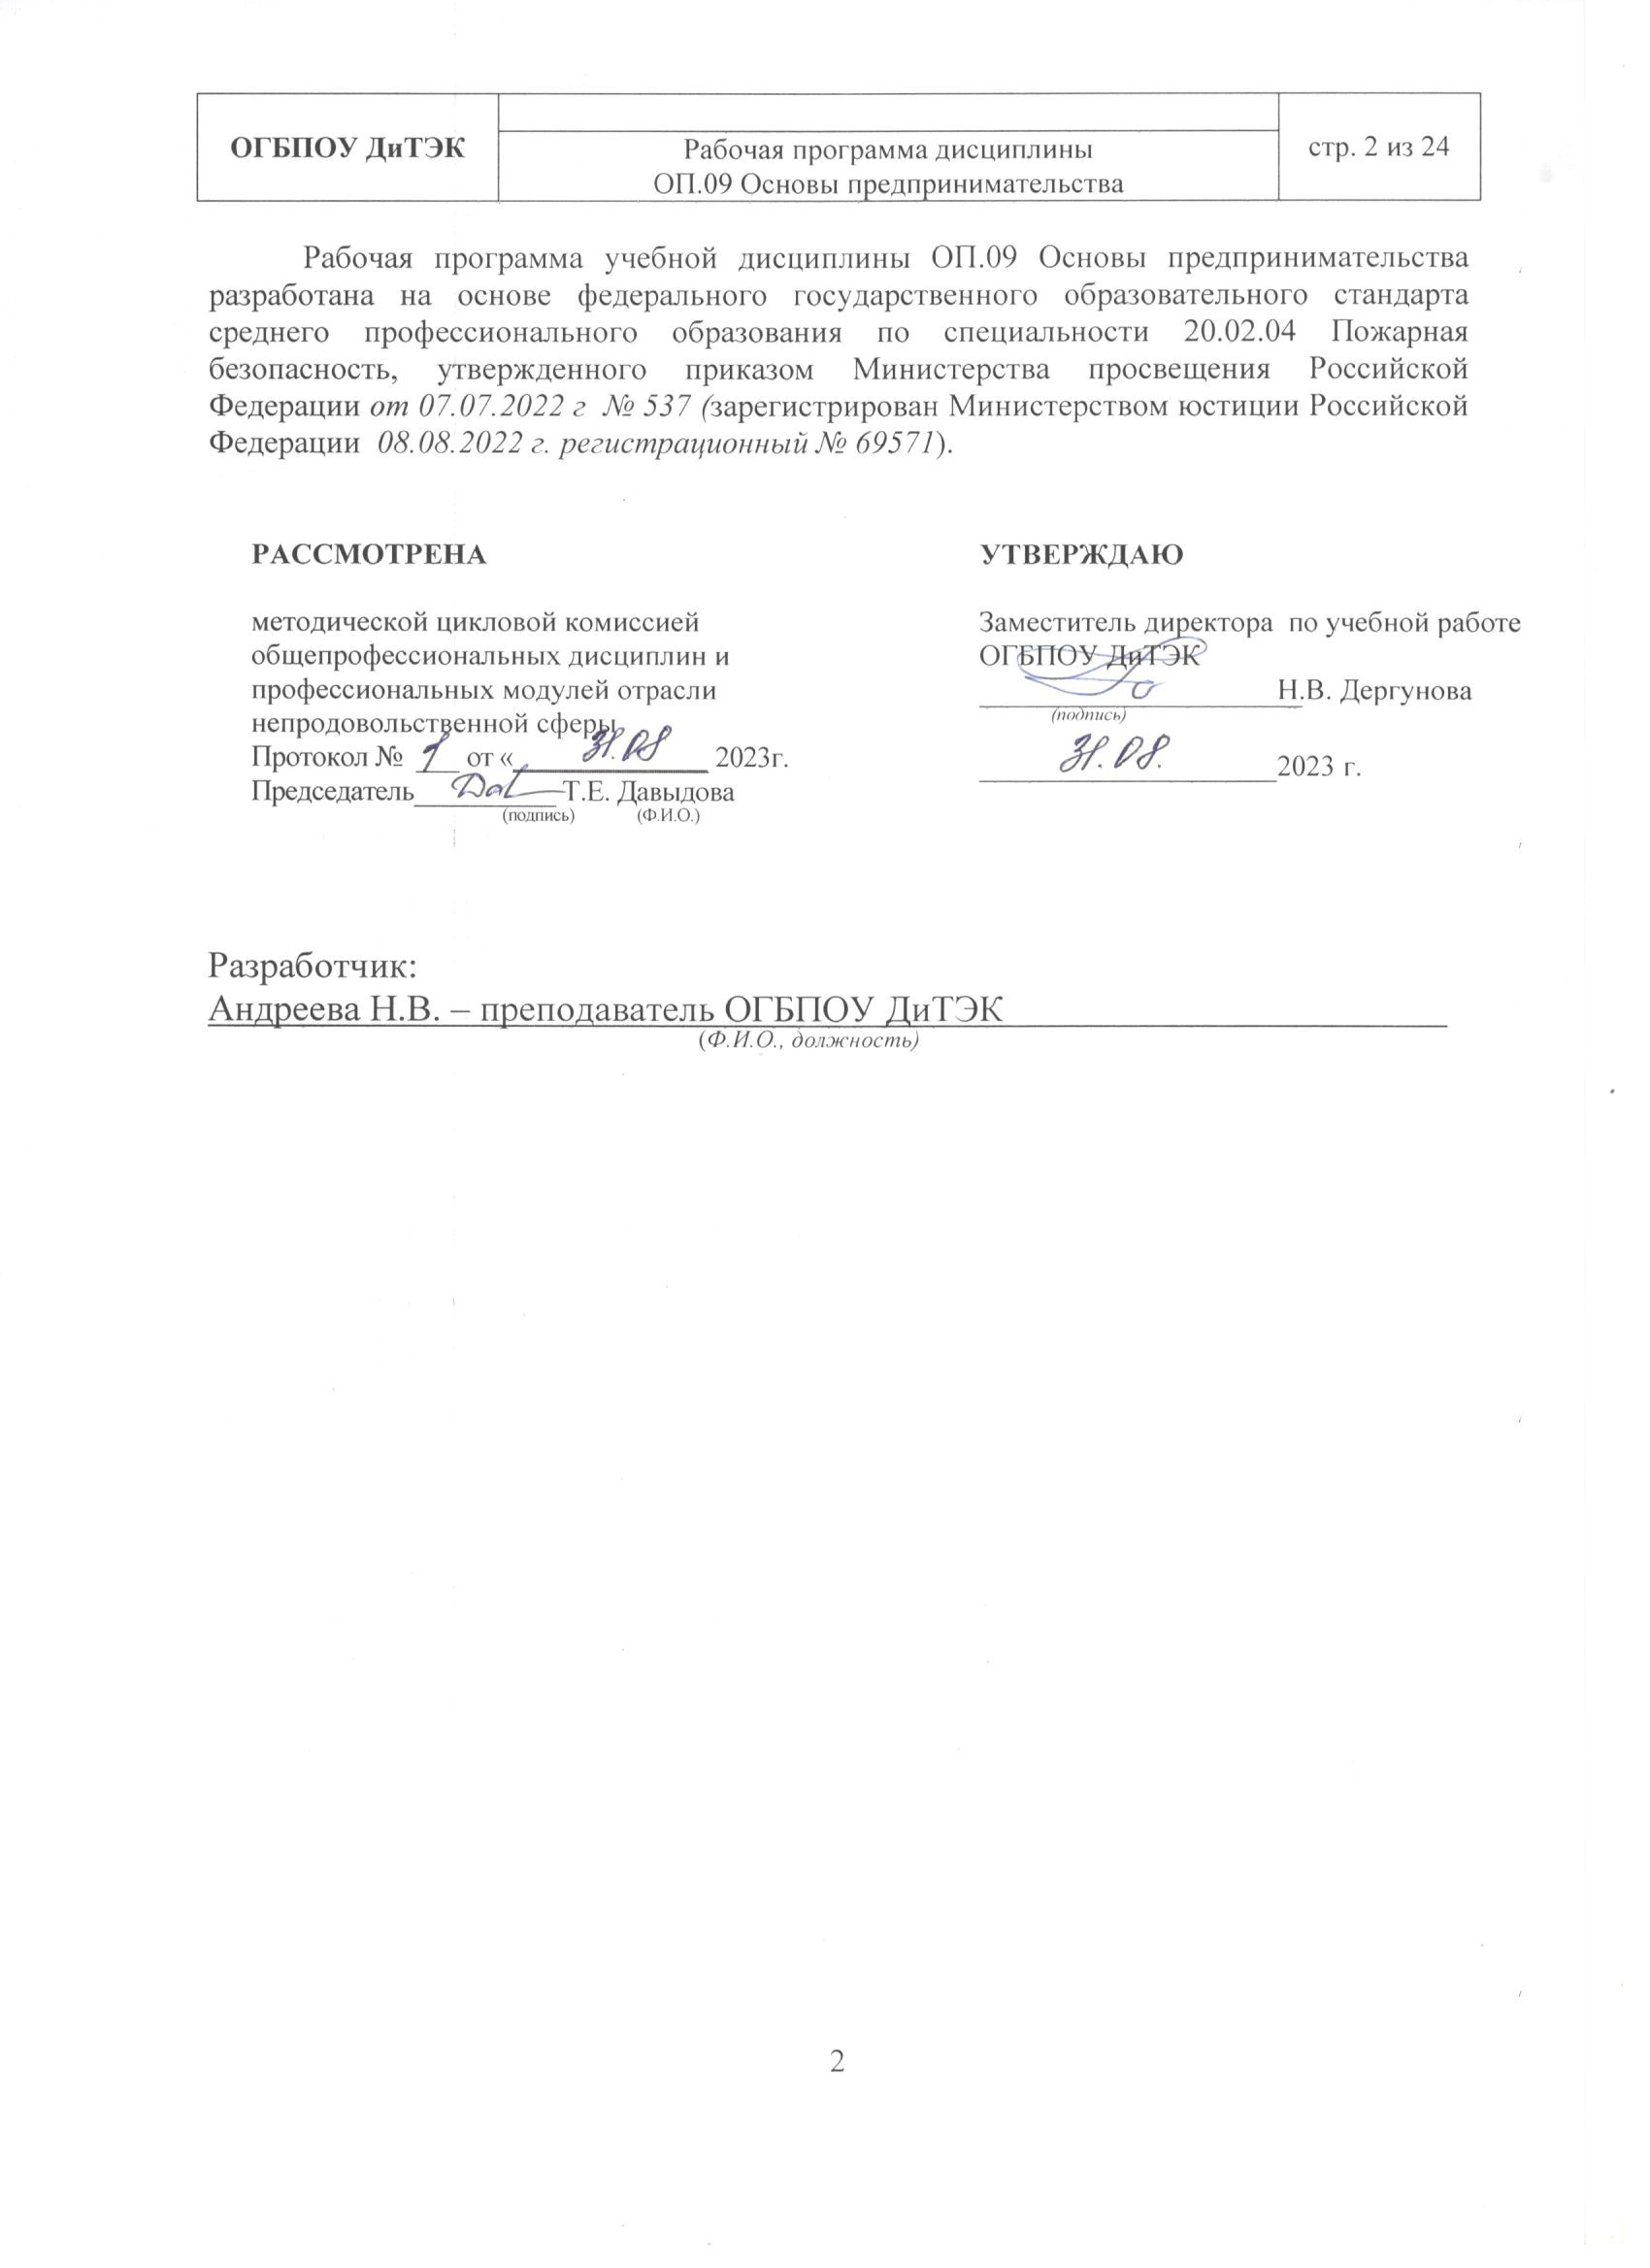 ОГБПОУ ДиТЭК
Рабочая программа дисциплины
ОП.09 Основы предпринимательства
стр. 2 из 24
Рабочая программа учебной дисциплины ОП.09 Основы предпринимательства
разработана на основе федерального государственного образовательного стандарта
среднего профессионального образования по специальности 20.02.04 Пожарная
безопасность, утвержденного приказом Министерства просвещения Российской
Федерации от 07.07.2022 г № 537 (зарегистрирован Министерством юстиции Российской
Федерации 08.08.2022 г. регистрационный № 69571).
РАССМОТРЕНА
методической цикловой комиссией
общепрофессиональных дисциплин и
профессиональных модулей отрасли
непродовольственной сферы
Протокол № 1 от « 31.08 2023г.
Председатель Т.Е. Давыдова
(подпись) (Ф.И.О.)
УТВЕРЖДАЮ
Заместитель директора по учебной работе
ОГБПОУ ДиТЭК
Н.В. Дергунова
(подпись)
31.08. 2023 г.
Разработчик:
Андреева Н.В. – преподаватель ОГБПОУ ДиТЭК
(Ф.И.О., должность)
2